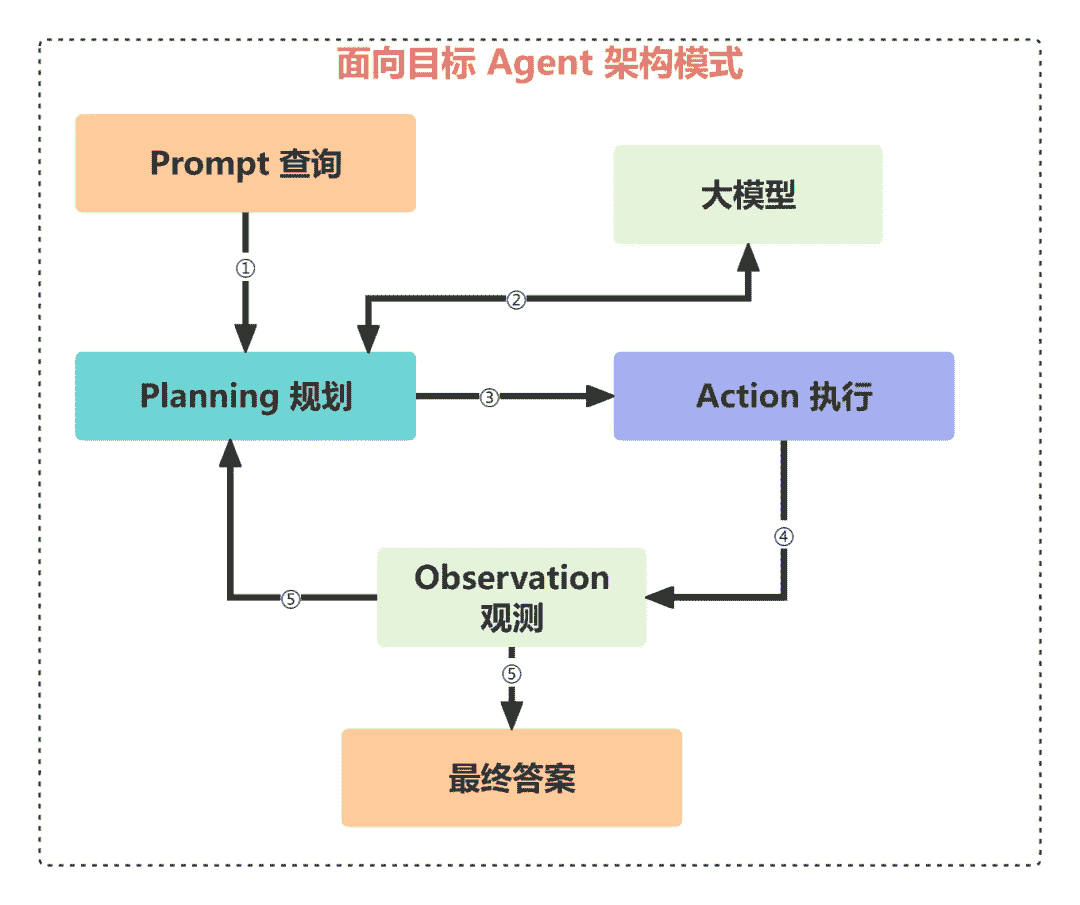 面向目标 Agent 架构模式
Prompt 查询
大模型
①
②
Planning 规划
③
Action 执行
④
Observation
观测
⑤
⑤
最终答案